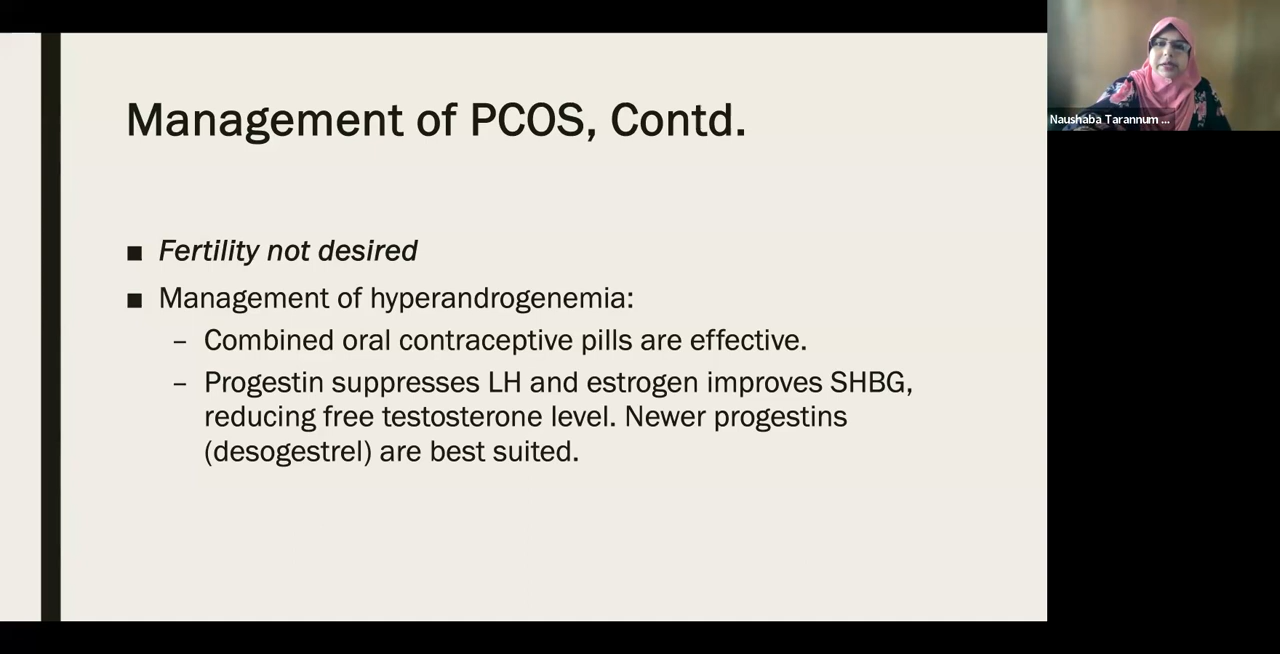 Management of PCOS, Contd.
■ Fertility not desired
■ Management of hyperandrogenemia:
– Combined oral contraceptive pills are effective.
– Progestin suppresses LH and estrogen improves SHBG,
reducing free testosterone level. Newer progestins
(desogestrel) are best suited.
Naushaba Tarannum ...